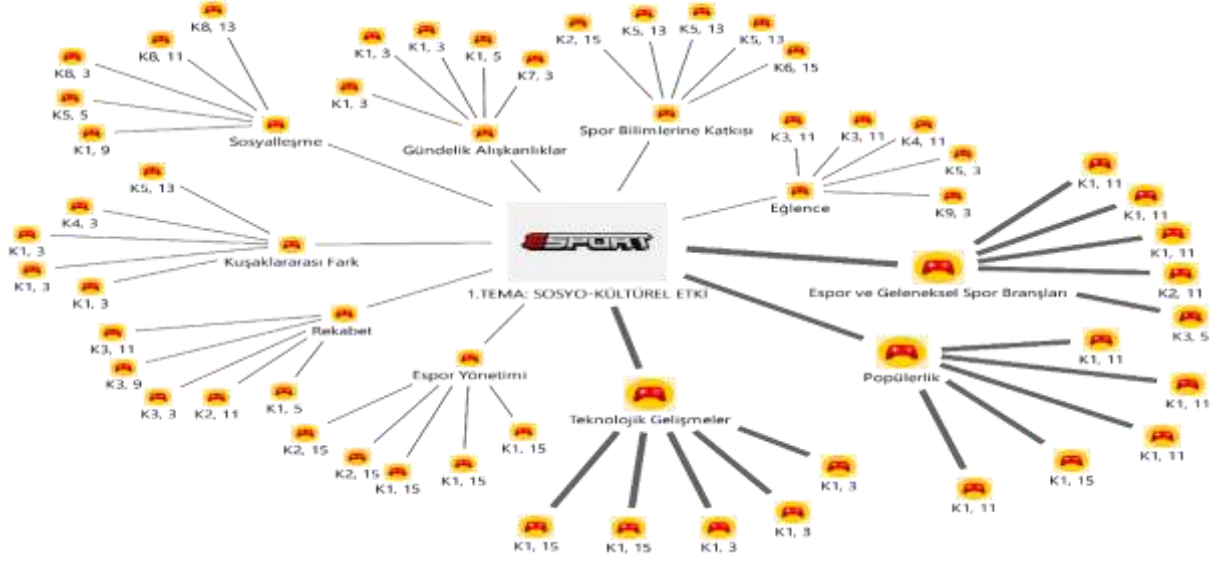 K8, 13
K8, 11
K8, 3
K5, 5
K1, 9
Sosyalleşme
K1, 3
K1, 3
K1, 3
K1, 5
K7, 3
Gündelik Alışkanlıklar
K2, 15
K5, 13
K5, 13
K5, 13
K6, 15
Spor Bilimlerine Katkısı
K3, 11
K3, 11
K4, 11
K5, 3
K9, 3
Eğlence
K5, 13
K4, 3
K1, 3
K1, 3
K1, 3
Kuşaklararası Fark
ESPORT
1.TEMA: SOSYO-KÜLTÜREL ETKİ
K1, 11
K1, 11
K1, 11
K2, 11
K3, 5
Espor ve Geleneksel Spor Branşları
Rekabet
K3, 11
K3, 9
K3, 3
K2, 11
K1, 5
Espor Yönetimi
K2, 15
K2, 15
K1, 15
K1, 15
K1, 15
Teknolojik Gelişmeler
K1, 15
K1, 15
K1, 3
K1, 3
K1, 3
Popülerlik
K1, 11
K1, 11
K1, 11
K1, 15
K1, 11